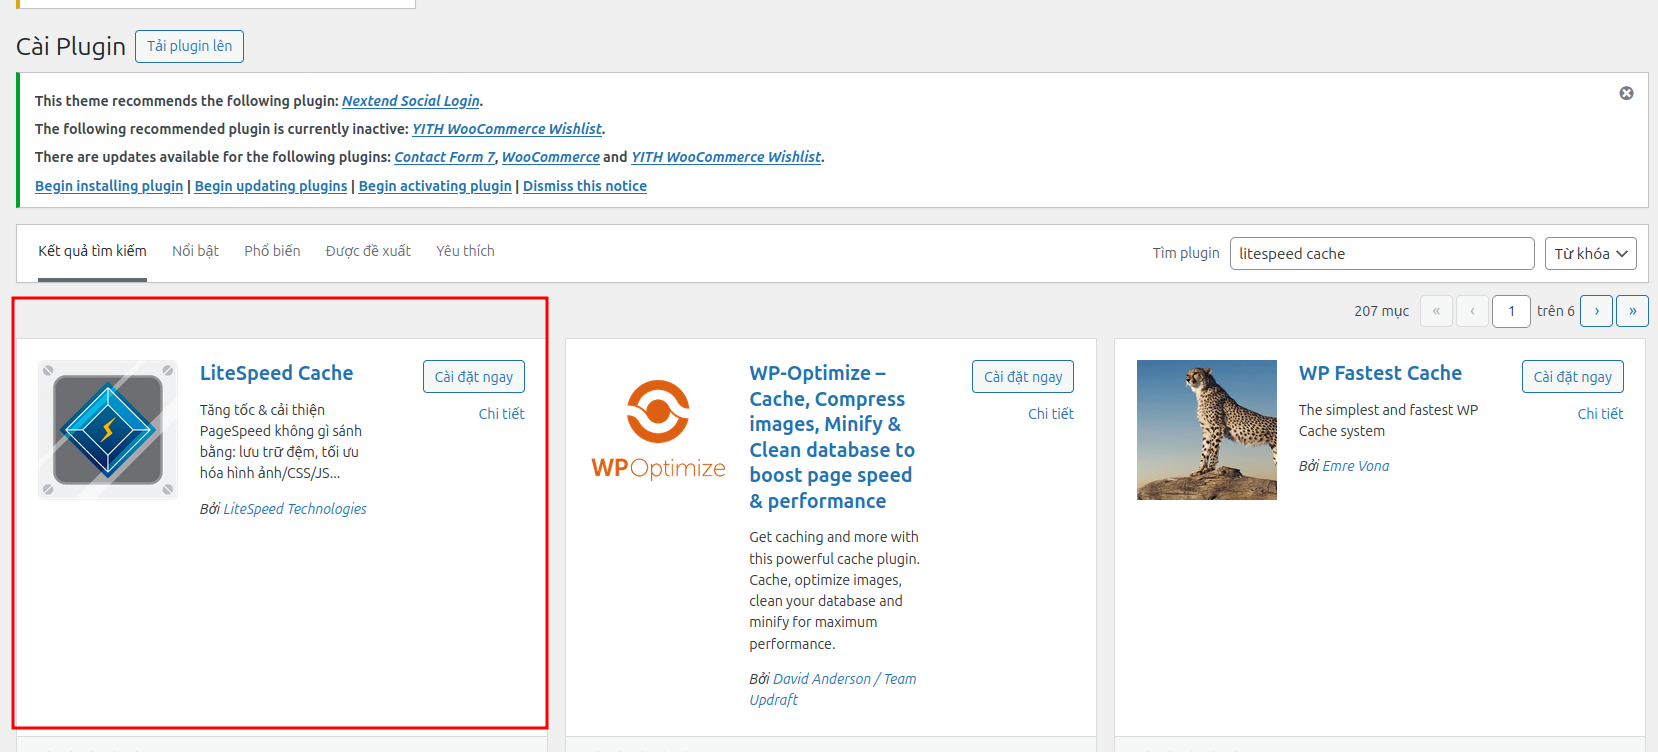 Cài Plugin
Tải plugin lên
This theme recommends the following plugin: Nextend Social Login.
The following recommended plugin is currently inactive: YITH WooCommerce Wishlist.
There are updates available for the following plugins: Contact Form 7, WooCommerce and YITH WooCommerce Wishlist.
Begin installing plugin | Begin updating plugins | Begin activating plugin | Dismiss this notice
Kết quả tìm kiếm
Nổi bật
Phổ biến
Được đề xuất
Yêu thích
Tìm plugin
litespeed cache
Từ khóa
207 mục
«
‹
1
trên 6
›
»
LiteSpeed Cache
Cài đặt ngay
Chi tiết
Tăng tốc & cải thiện
PageSpeed không gì sánh
bằng: lưu trữ đệm, tối ưu
hóa hình ảnh/CSS/JS...
Bởi LiteSpeed Technologies
WPOptimize
WP-Optimize –
Cache, Compress
images, Minify &
Clean database to
boost page speed
& performance
Cài đặt ngay
Chi tiết
Get caching and more with
this powerful cache plugin.
Cache, optimize images,
clean your database and
minify for maximum
performance.
Bởi David Anderson / Team
Updraft
WP Fastest Cache
Cài đặt ngay
Chi tiết
The simplest and fastest WP
Cache system
Bởi Emre Vona